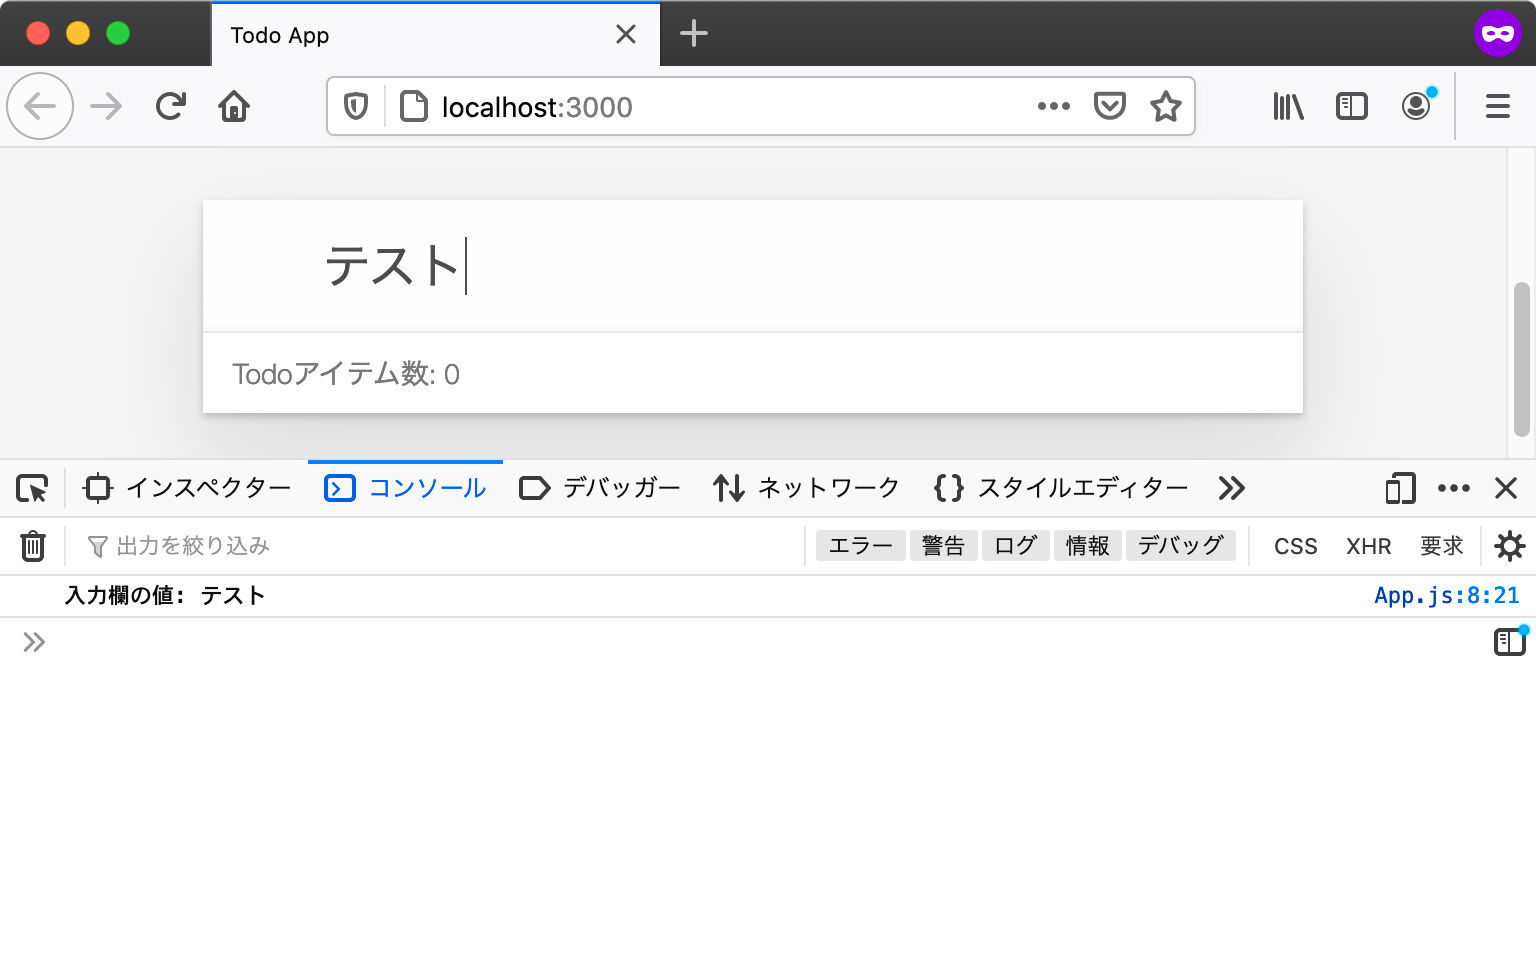 Todo App
localhost:3000
テスト
Todoアイテム数: 0
インスペクター コンソール デバッガー ネットワーク スタイルエディター
出力を絞り込み エラー 警告 ログ 情報 デバッグ CSS XHR 要求
入力欄の値: テスト App.js:8:21